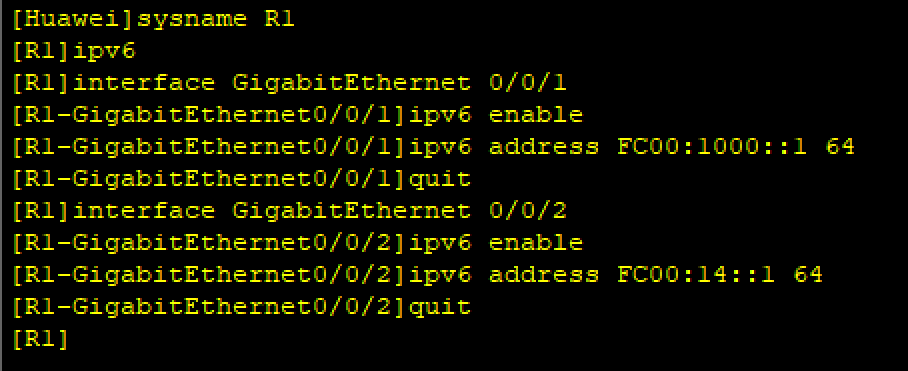 [Huawei]sysname R1
[R1]ipv6
[R1]interface GigabitEthernet 0/0/1
[R1-GigabitEthernet0/0/1]ipv6 enable
[R1-GigabitEthernet0/0/1]ipv6 address FC00:1000::1 64
[R1-GigabitEthernet0/0/1]quit
[R1]interface GigabitEthernet 0/0/2
[R1-GigabitEthernet0/0/2]ipv6 enable
[R1-GigabitEthernet0/0/2]ipv6 address FC00:14::1 64
[R1-GigabitEthernet0/0/2]quit
[R1]